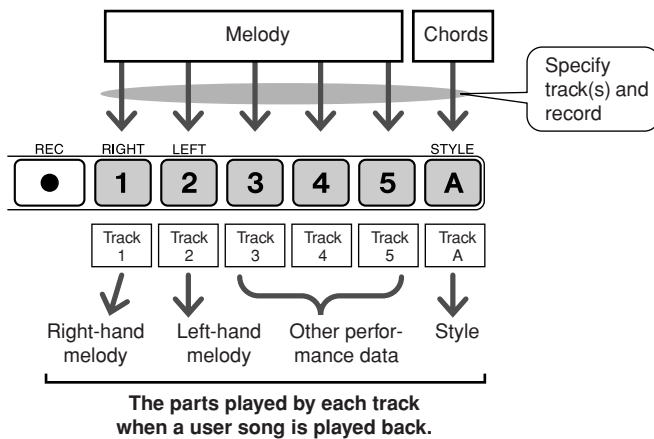 Melody
Chords
Specify
track(s) and
record
REC
RIGHT
LEFT
STYLE
1
2
3
4
5
A
Track
1
Track
2
Track
3
Track
4
Track
5
Track
A
Right-hand
melody
Left-hand
melody
Other perfor-
mance data
Style
The parts played by each track
when a user song is played back.